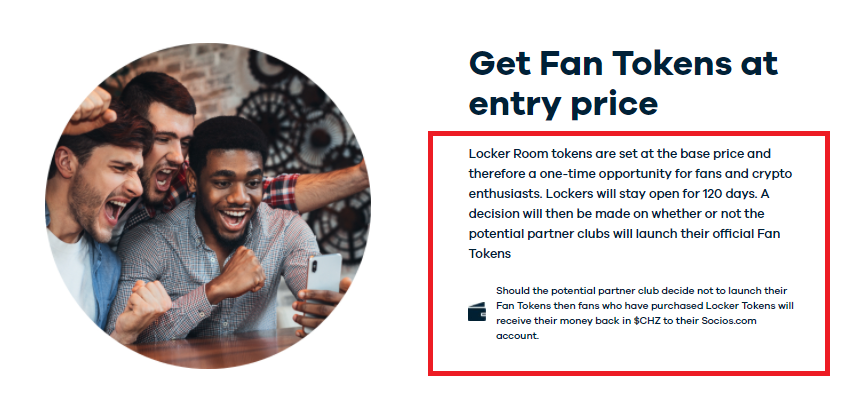 Get Fan Tokens at
entry price
Locker Room tokens are set at the base price and
therefore a one-time opportunity for fans and crypto
enthusiasts. Lockers will stay open for 120 days. A
decision will then be made on whether or not the
potential partner clubs will launch their official Fan
Tokens
Should the potential partner club decide not to launch their
Fan Tokens then fans who have purchased Locker Tokens will
receive their money back in $CHZ to their Socios.com
account.